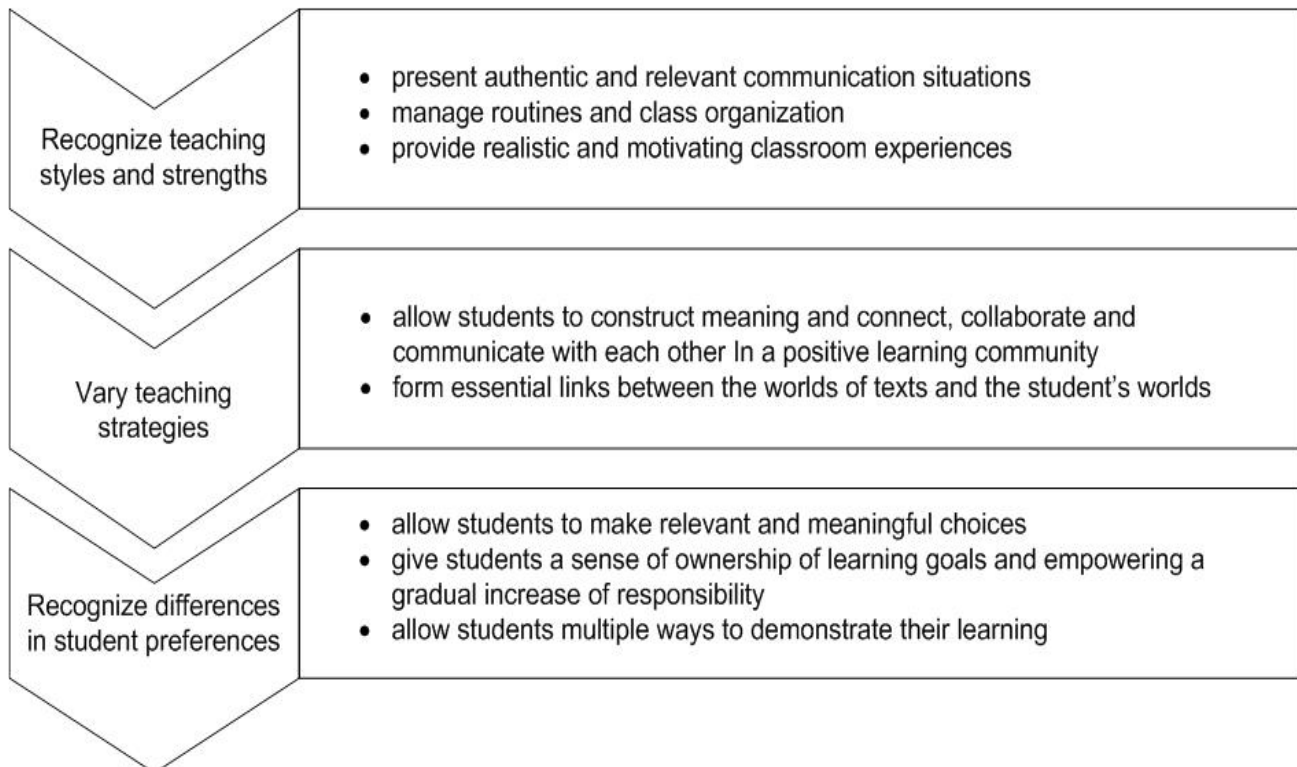 Recognize teaching
styles and strengths
• present authentic and relevant communication situations
• manage routines and class organization
• provide realistic and motivating classroom experiences
Vary teaching
strategies
• allow students to construct meaning and connect, collaborate and
communicate with each other In a positive learning community
• form essential links between the worlds of texts and the student's worlds
Recognize differences
in student preferences
• allow students to make relevant and meaningful choices
• give students a sense of ownership of learning goals and empowering a
gradual increase of responsibility
• allow students multiple ways to demonstrate their learning